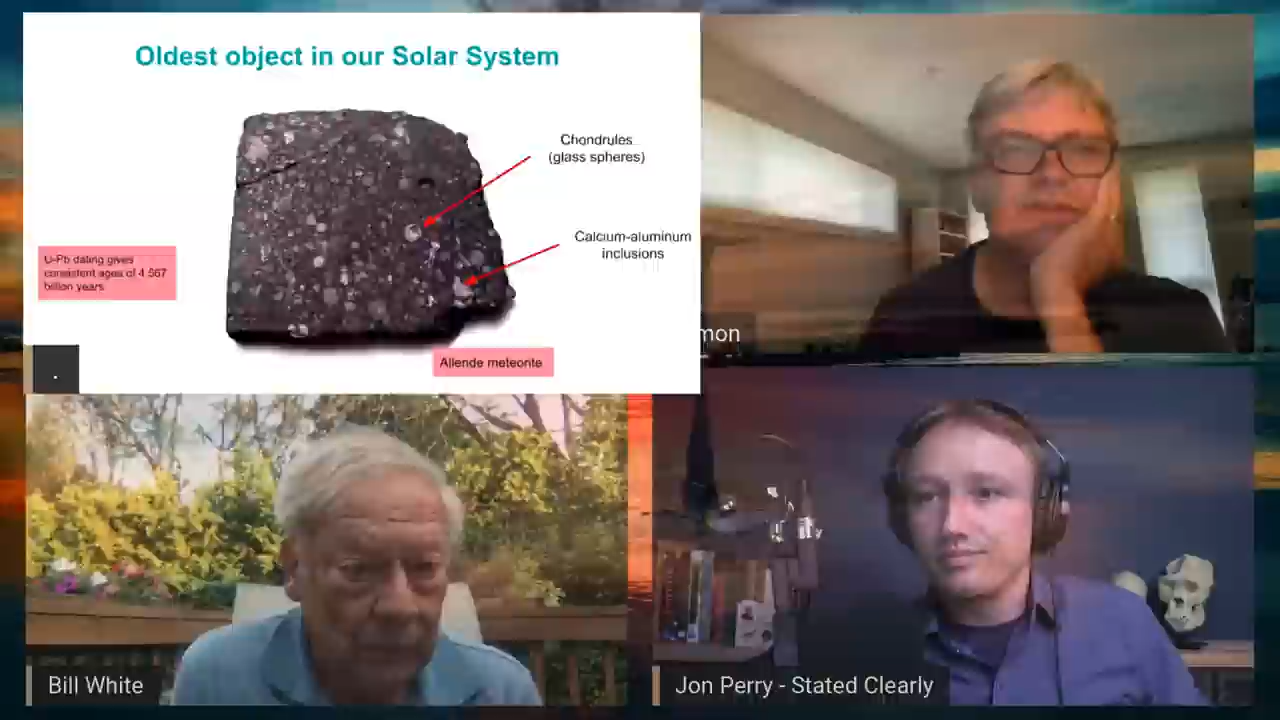 Oldest object in our Solar System
Chondrules
(glass spheres)
Calcium-aluminum
inclusions
U-Pb dating gives
consistent ages of 4.567
billion years
Allende meteorite
.
mon
Bill White
Jon Perry - Stated Clearly